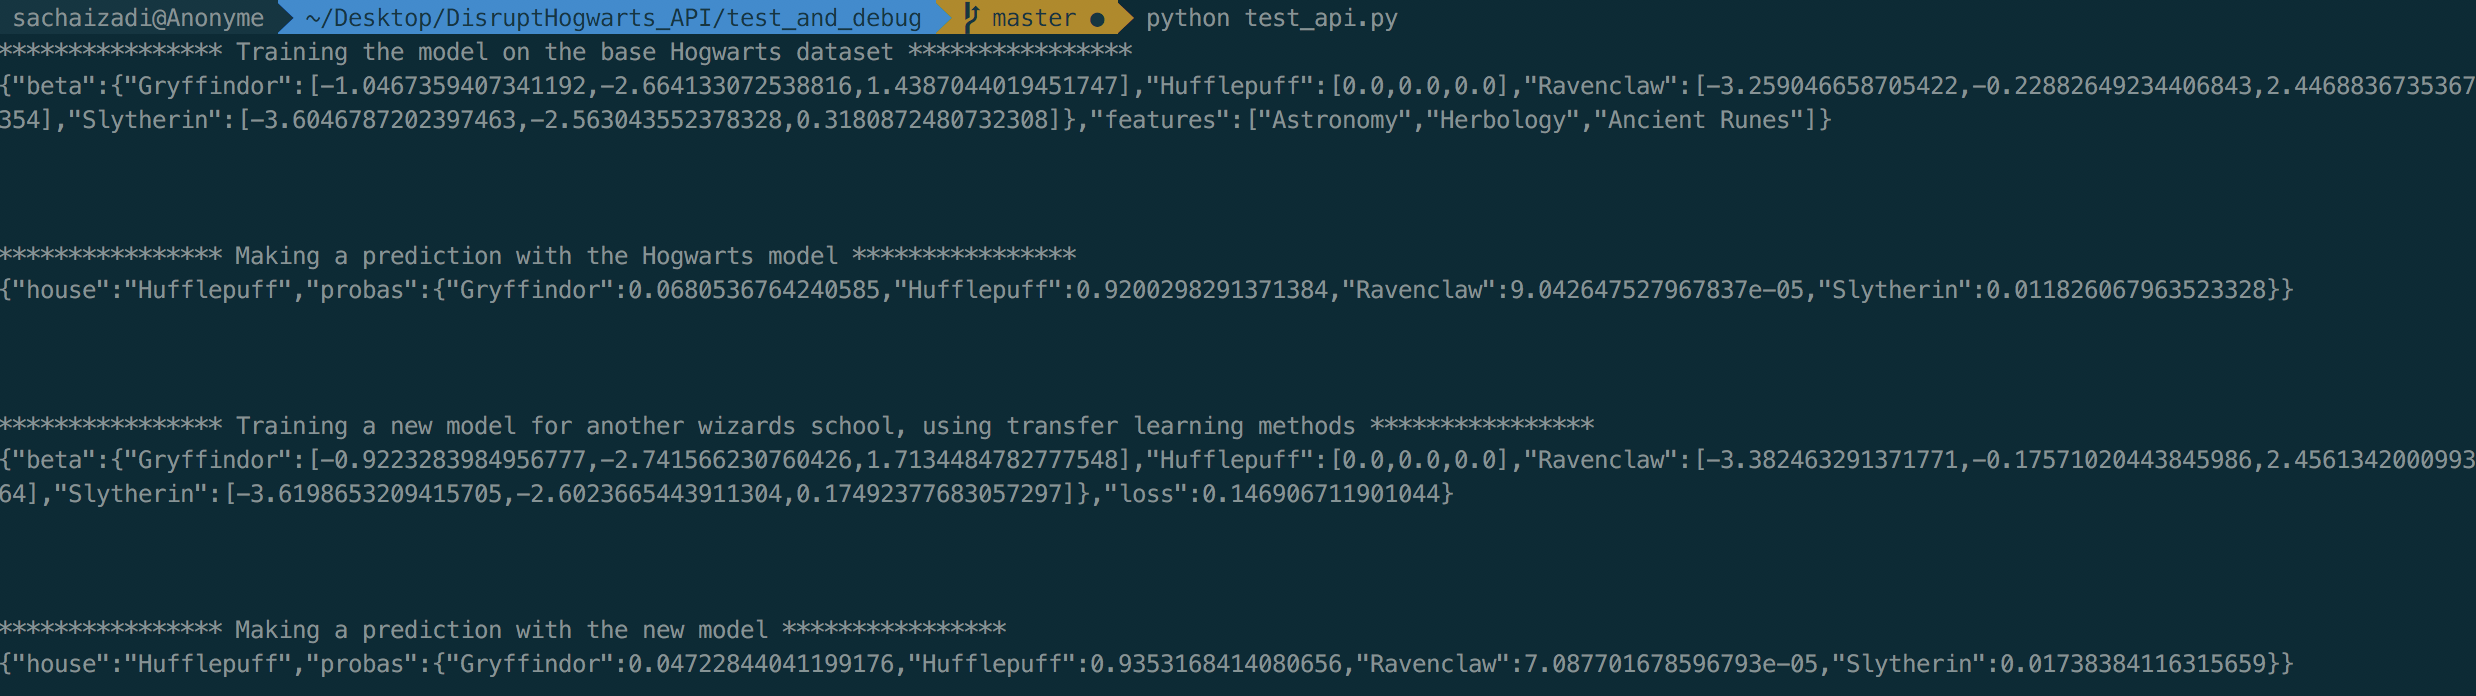 sachaizadi@Anonyme ~/Desktop/DisruptHogwarts_API/test_and_debug master ● python test_api.py
**************** Training the model on the base Hogwarts dataset ****************
{"beta":{"Gryffindor":[-1.0467359407341192,-2.664133072538816,1.4387044019451747],"Hufflepuff":[0.0,0.0,0.0],"Ravenclaw":[-3.259046658705422,-0.22882649234406843,2.4468836735367
354],"Slytherin":[-3.6046787202397463,-2.563043552378328,0.3180872480732308]},"features":["Astronomy","Herbology","Ancient Runes"]}
**************** Making a prediction with the Hogwarts model ****************
{"house":"Hufflepuff","probas":{"Gryffindor":0.0680536764240585,"Hufflepuff":0.9200298291371384,"Ravenclaw":9.042647527967837e-05,"Slytherin":0.011826067963523328}}
**************** Training a new model for another wizards school, using transfer learning methods ****************
{"beta":{"Gryffindor":[-0.9223283984956777,-2.741566230760426,1.7134484782777548],"Hufflepuff":[0.0,0.0,0.0],"Ravenclaw":[-3.382463291371771,-0.17571020443845986,2.4561342000993
64],"Slytherin":[-3.6198653209415705,-2.6023665443911304,0.17492377683057297]},"loss":0.146906711901044}
**************** Making a prediction with the new model ****************
{"house":"Hufflepuff","probas":{"Gryffindor":0.04722844041199176,"Hufflepuff":0.9353168414080656,"Ravenclaw":7.087701678596793e-05,"Slytherin":0.01738384116315659}}